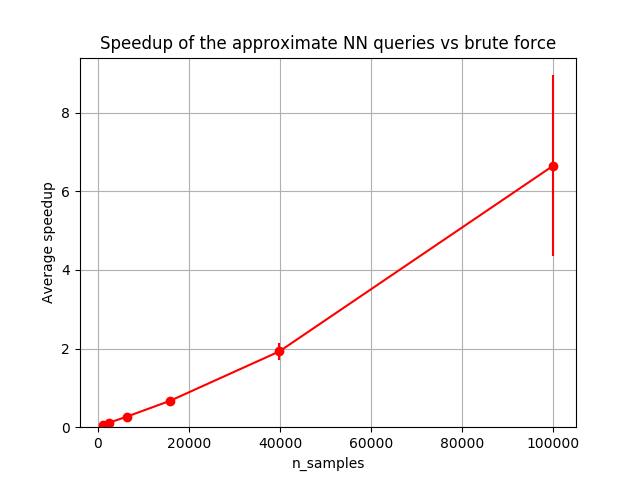 Speedup of the approximate NN queries vs brute force
8
6
4
2
0
Average speedup
0 20000 40000 60000 80000 100000
n_samples